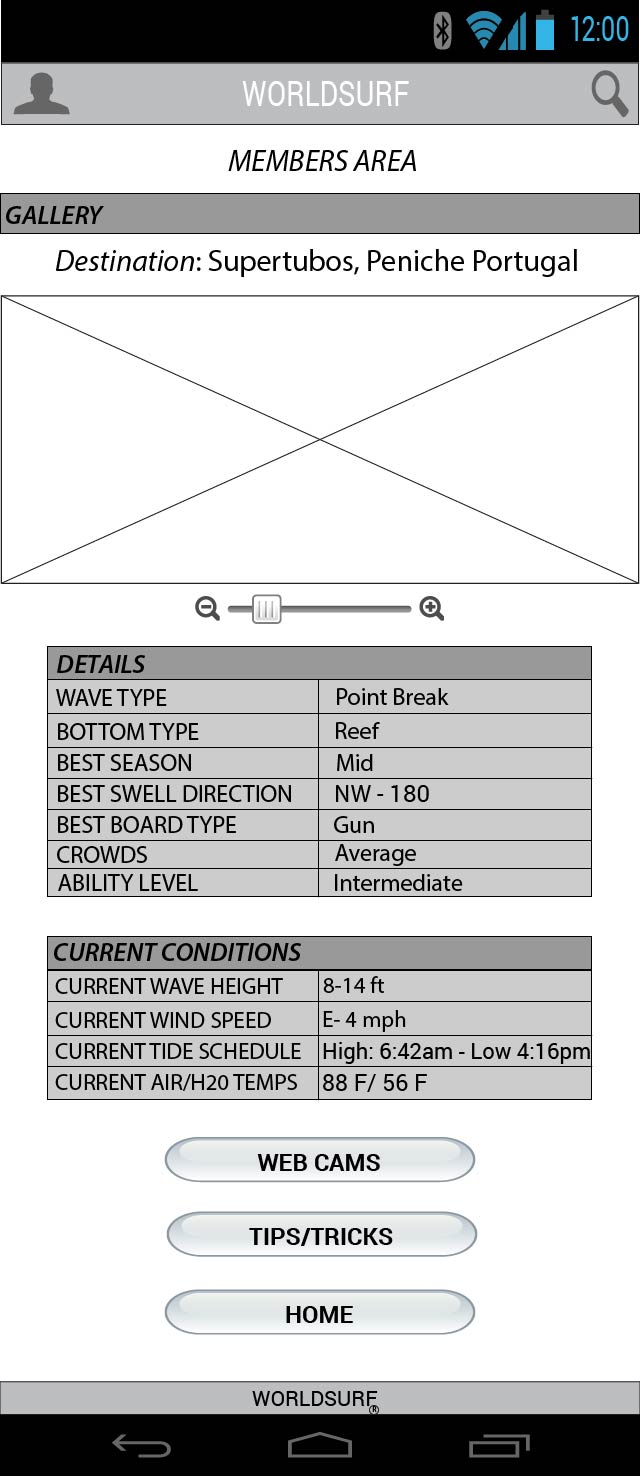 12:00
WORLDSURF
MEMBERS AREA
GALLERY
Destination: Supertubos, Peniche Portugal
DETAILS
WAVE TYPE Point Break
BOTTOM TYPE Reef
BEST SEASON Mid
BEST SWELL DIRECTION NW - 180
BEST BOARD TYPE Gun
CROWDS Average
ABILITY LEVEL Intermediate
CURRENT CONDITIONS
CURRENT WAVE HEIGHT 8-14 ft
CURRENT WIND SPEED E- 4 mph
CURRENT TIDE SCHEDULE High: 6:42am - Low 4:16pm
CURRENT AIR/H20 TEMPS 88 F/ 56 F
WEB CAMS
TIPS/TRICKS
HOME
WORLDSURF®